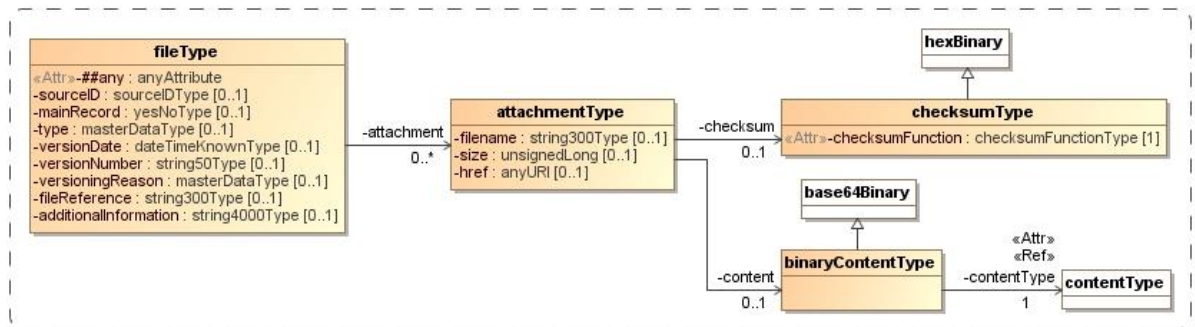 fileType
«Attr»-##any : anyAttribute
-sourceID : sourceIDType [0..1]
-mainRecord : yesNoType [0..1]
-type : masterDataType [0..1]
-versionDate : dateTimeKnownType [0..1]
-versionNumber : string50Type [0..1]
-versioningReason : masterDataType [0..1]
-fileReference : string300Type [0..1]
-additionalInformation : string4000Type [0..1]
-attachment
0..*
attachmentType
-filename : string300Type [0..1]
-size : unsignedLong [0..1]
-href : anyURI [0..1]
-checksum
0..1
hexBinary
checksumType
«Attr»-checksumFunction : checksumFunctionType [1]
-content
0..1
base64Binary
binaryContentType
«Attr»
«Ref»
-contentType
1
contentType